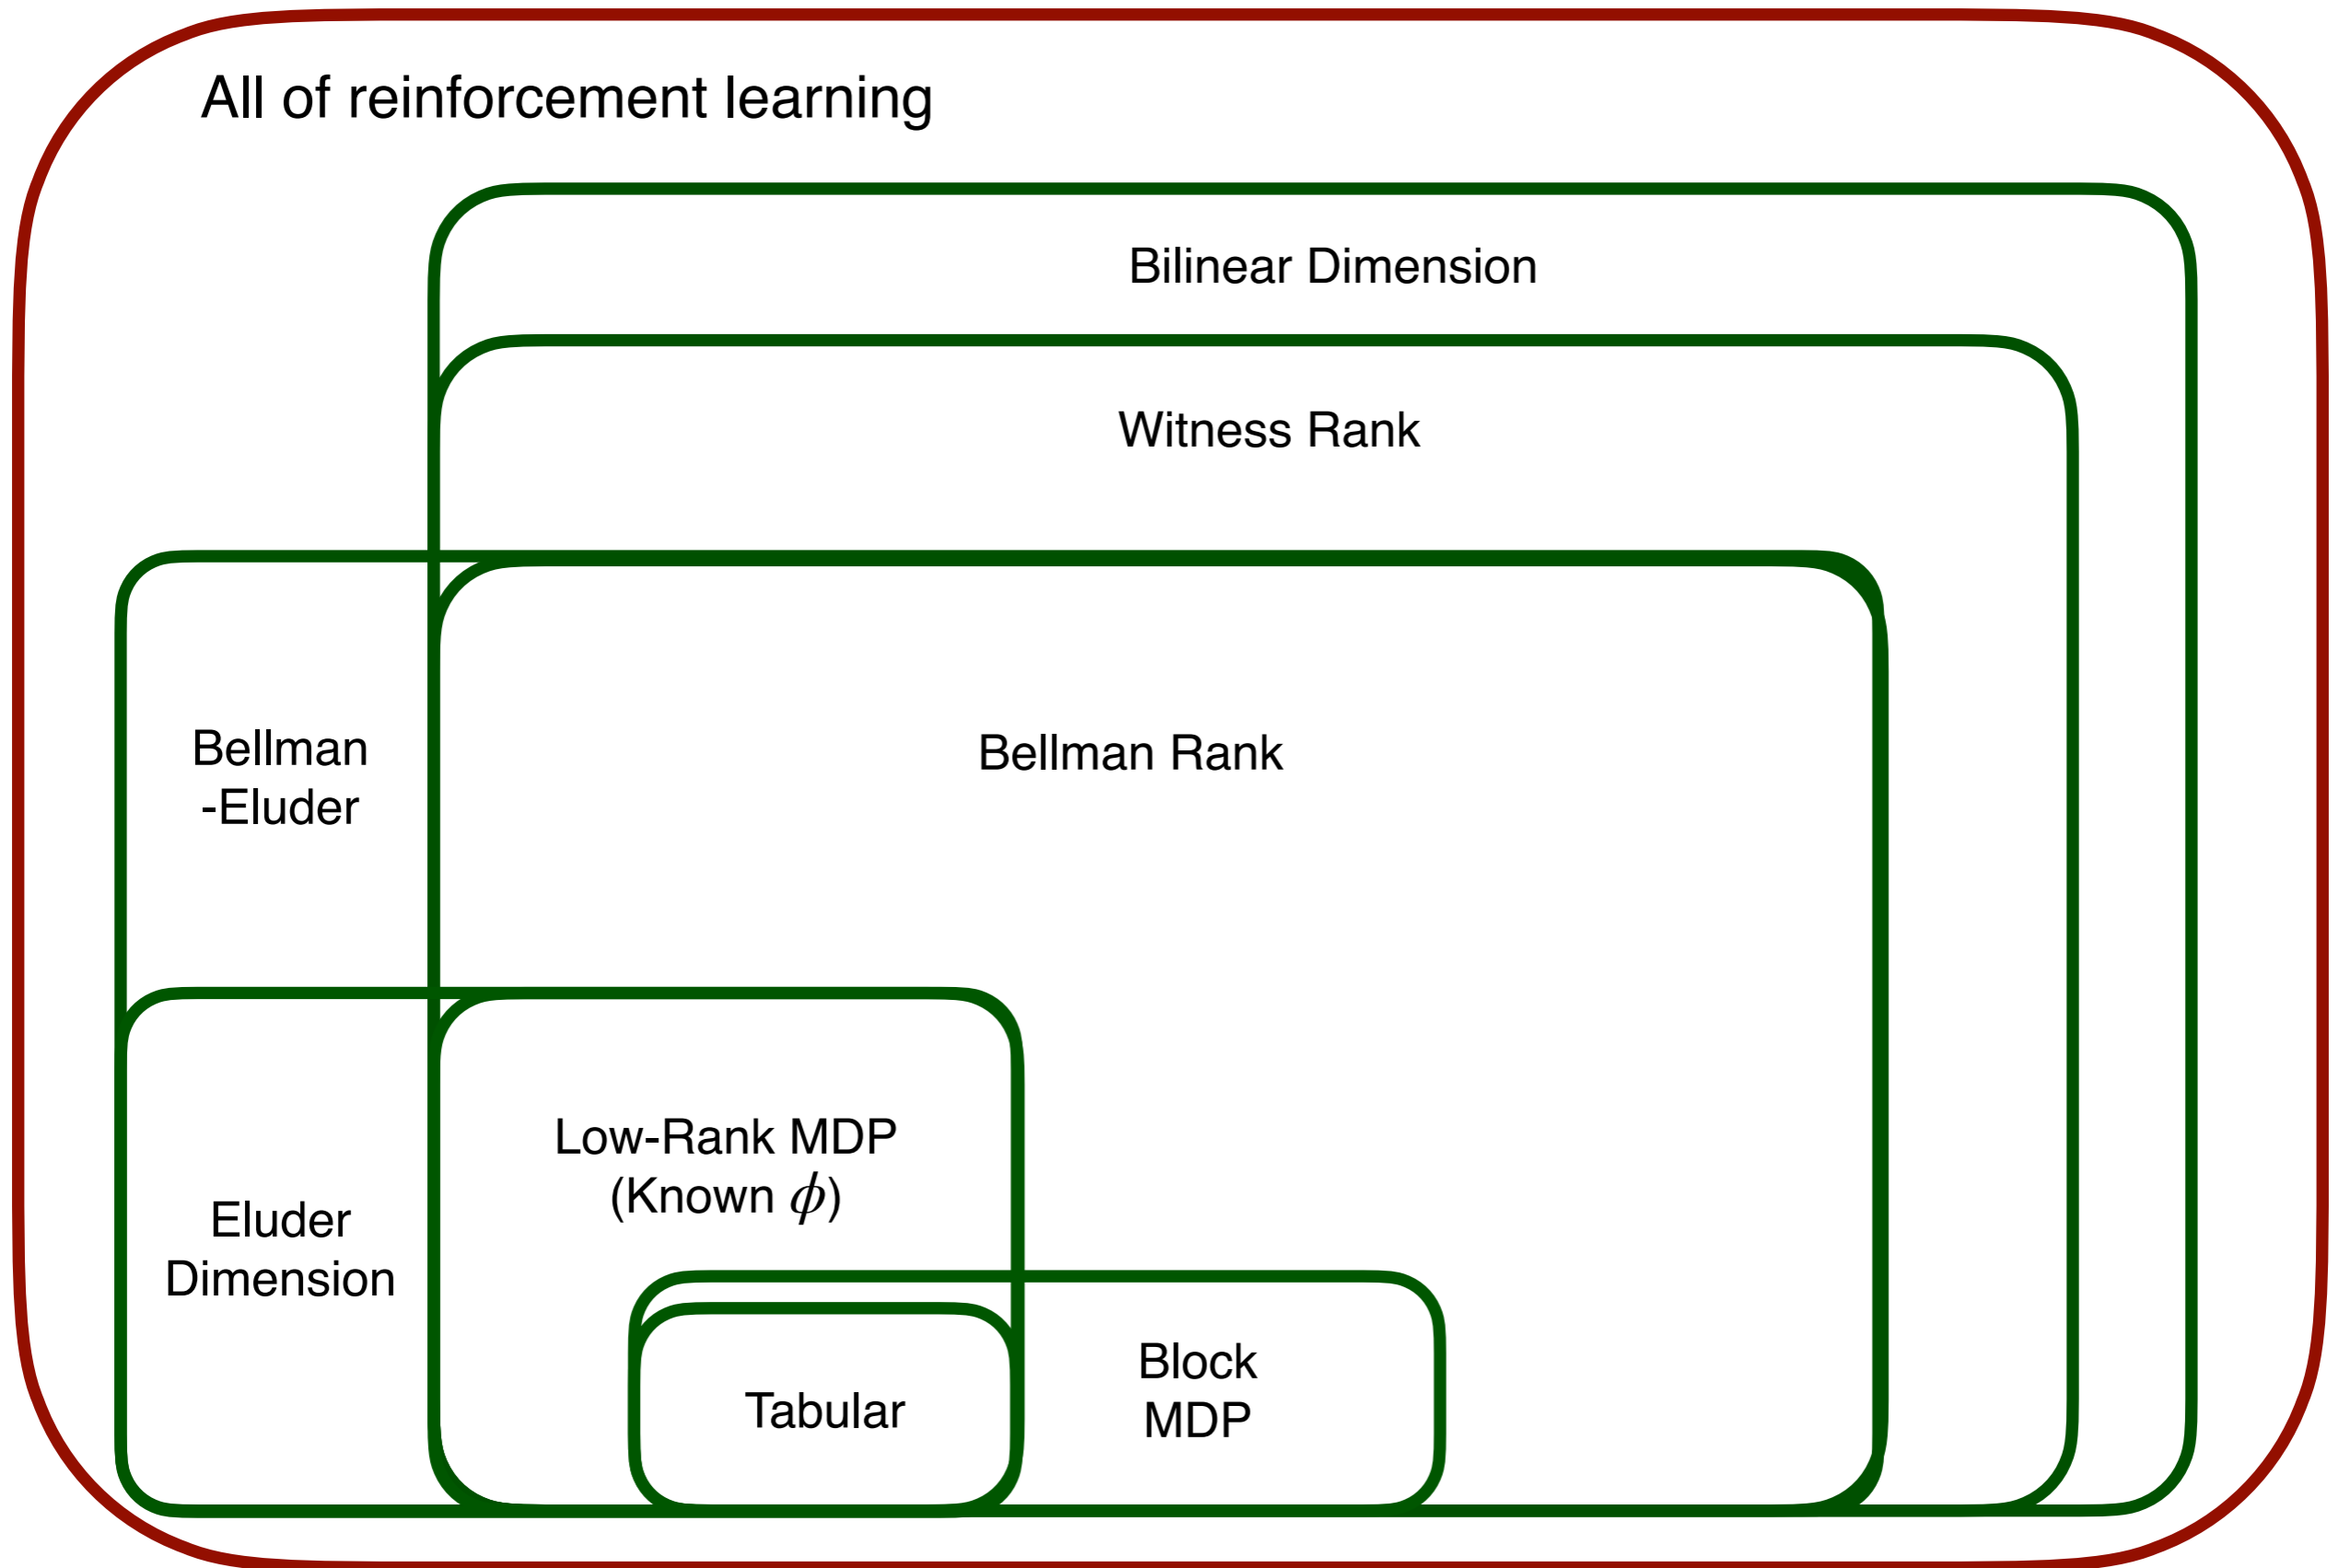 All of reinforcement learning
Bilinear Dimension
Witness Rank
Bellman
-Eluder
Bellman Rank
Low-Rank MDP
(Known ϕ)
Eluder
Dimension
Block
MDP
Tabular